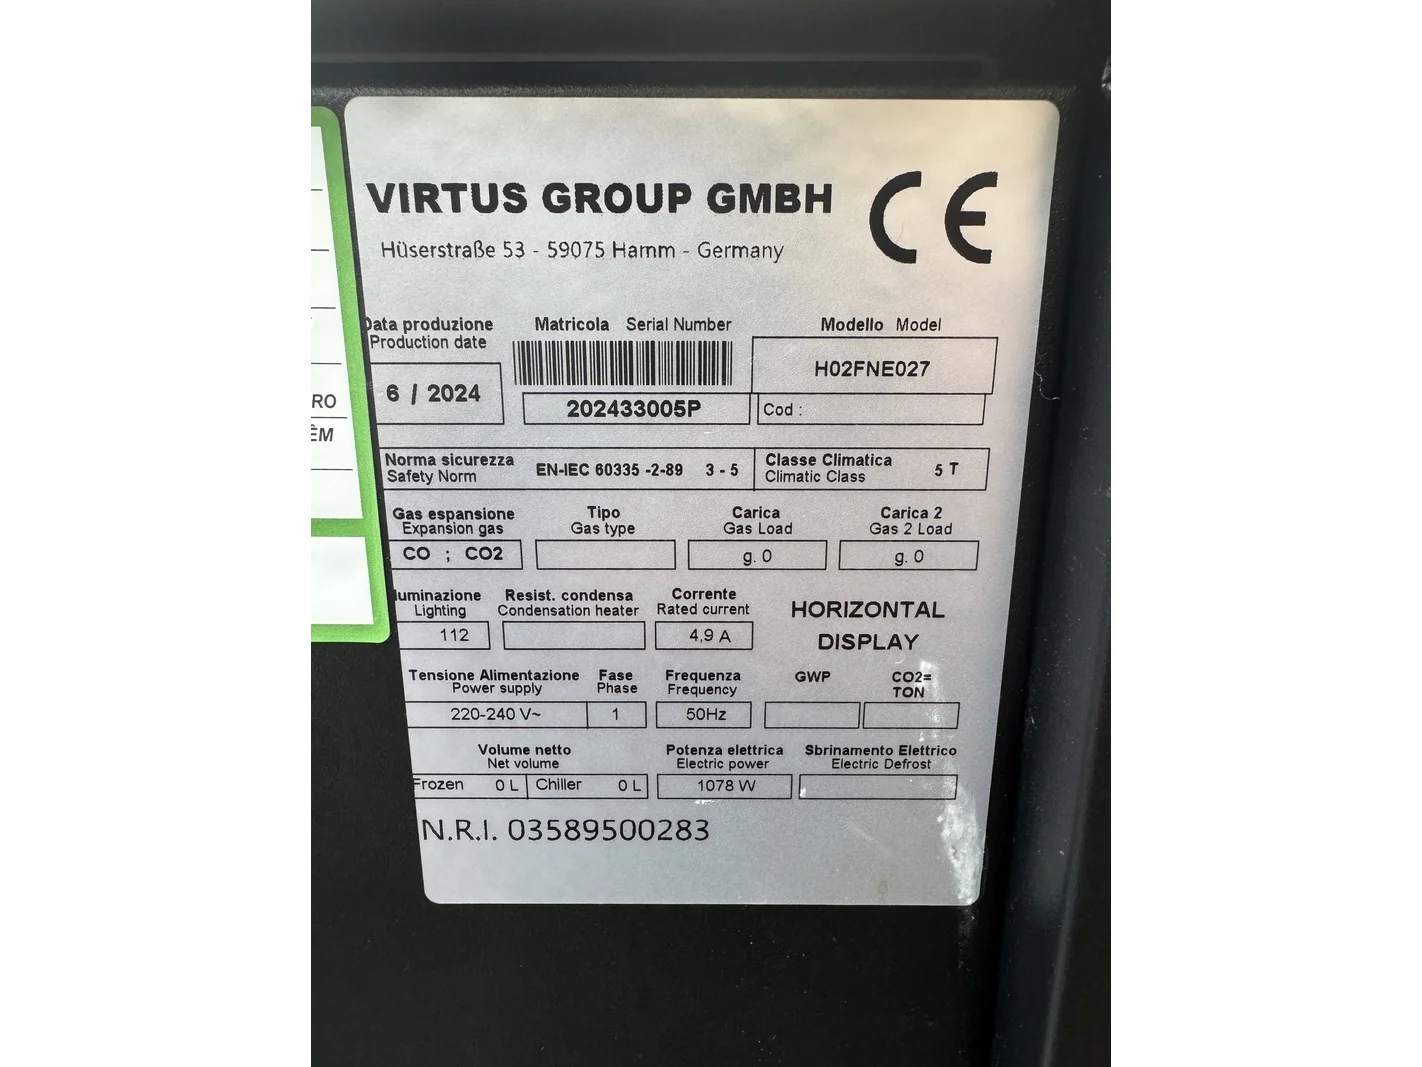 VIRTUS GROUP GMBH
CE
Hüserstraße 53 - 59075 Hamm - Germany
Data produzione
Production date
6 / 2024
Matricola Serial Number
202433005P
Modello Model
H02FNE027
Cod :
RO
ÊM
Norma sicurezza
Safety Norm
EN-IEC 60335 -2-89 3 - 5
Classe Climatica
Climatic Class
5 T
Gas espansione
Expansion gas
CO ; CO2
Tipo
Gas type
Carica
Gas Load
g. 0
Carica 2
Gas 2 Load
g. 0
lluminazione
Lighting
112
Resist. condensa
Condensation heater
Corrente
Rated current
4,9 A
HORIZONTAL
DISPLAY
Tensione Alimentazione
Power supply
220-240 V~
Fase
Phase
1
Frequenza
Frequency
50Hz
GWP
CO2=
TON
Volume netto
Net volume
Frozen 0 L
Chiller 0 L
Potenza elettrica
Electric power
1078 W
Sbrinamento Elettrico
Electric Defrost
N.R.I. 03589500283